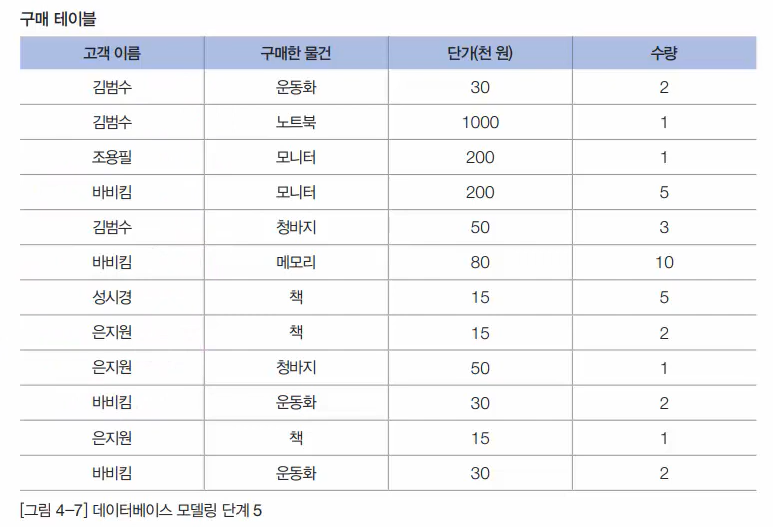 구매 테이블
고객 이름 구매한 물건 단가(천 원) 수량
김범수 운동화 30 2
김범수 노트북 1000 1
조용필 모니터 200 1
바비킴 모니터 200 5
김범수 청바지 50 3
바비킴 메모리 80 10
성시경 책 15 5
은지원 책 15 2
은지원 청바지 50 1
바비킴 운동화 30 2
은지원 책 15 1
바비킴 운동화 30 2
[그림 4-7] 데이터베이스 모델링 단계 5